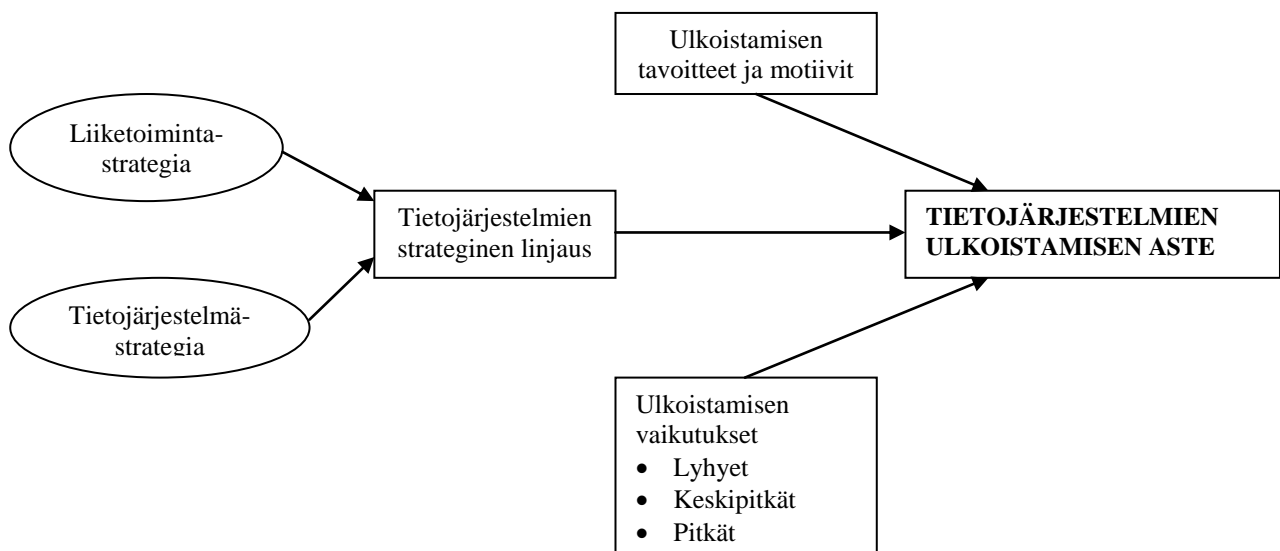 Ulkoistamisen
tavoitteet ja motiivit
Liiketoiminta-
strategia
Tietojärjestelmien
strateginen linjaus
TIETOJÄRJESTELMIEN
ULKOISTAMISEN ASTE
Tietojärjestelmä-
strategia
Ulkoistamisen
vaikutukset
• Lyhyet
• Keskipitkät
• Pitkät